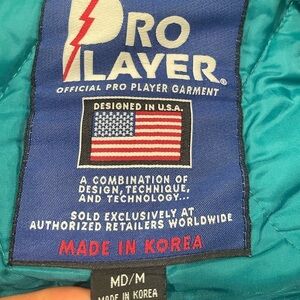 PRO
PLAYER®
OFFICIAL PRO PLAYER GARMENT
DESIGNED IN U.S.A.
A COMBINATION OF
DESIGN, TECHNIQUE,
AND TECHNOLOGY...
SOLD EXCLUSIVELY AT
AUTHORIZED RETAILERS WORLDWIDE
MADE IN KOREA
MD/M
MADE IN KOREA